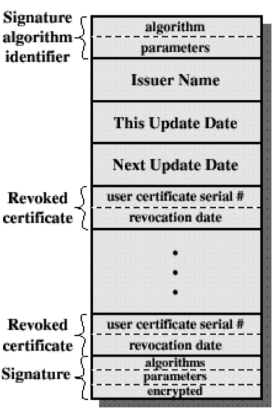 Signature
algorithm
identifier
algorithm
parameters
Issuer Name
This Update Date
Next Update Date
Revoked
certificate
user certificate serial #
revocation date
Revoked
certificate
user certificate serial #
revocation date
Signature
algorithms
parameters
encrypted